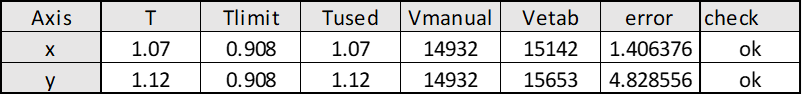 Axis T Tlimit Tused Vmanual Vetab error check
x 1.07 0.908 1.07 14932 15142 1.406376 ok
y 1.12 0.908 1.12 14932 15653 4.828556 ok